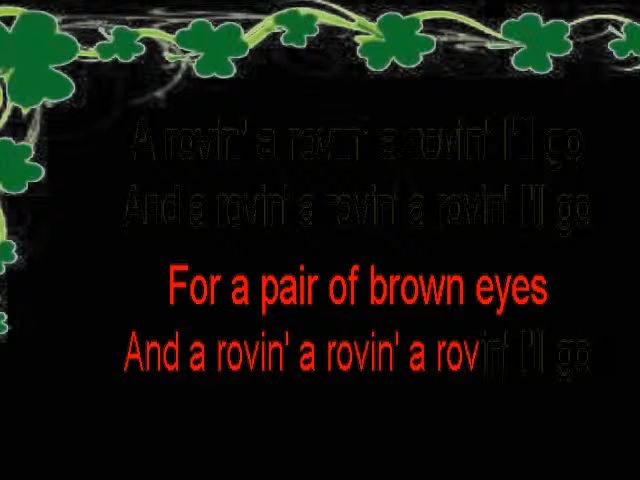 A rovin' a rovin' a rovin' I'll go
And a rovin' a rovin' a rovin' I'll go
For a pair of brown eyes
And a rovin' a rovin' a rovin' I'll go